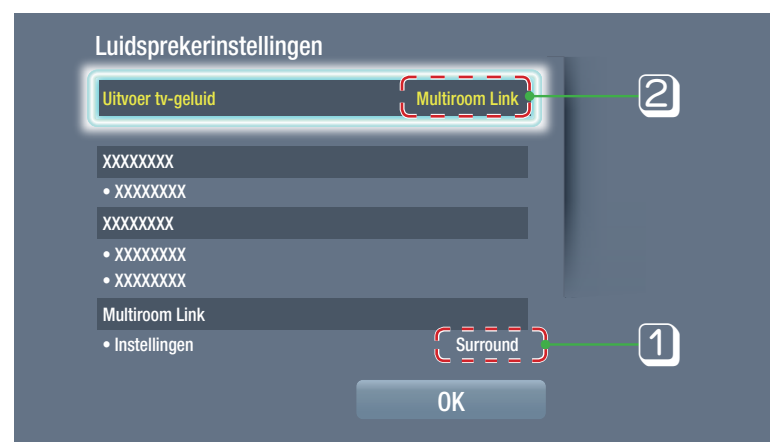 Luidsprekerinstellingen
Uitvoer tv-geluid Multiroom Link 2
XXXXXXXX
• XXXXXXXX
XXXXXXXX
• XXXXXXXX
• XXXXXXXX
Multiroom Link
• Instellingen Surround 1
OK